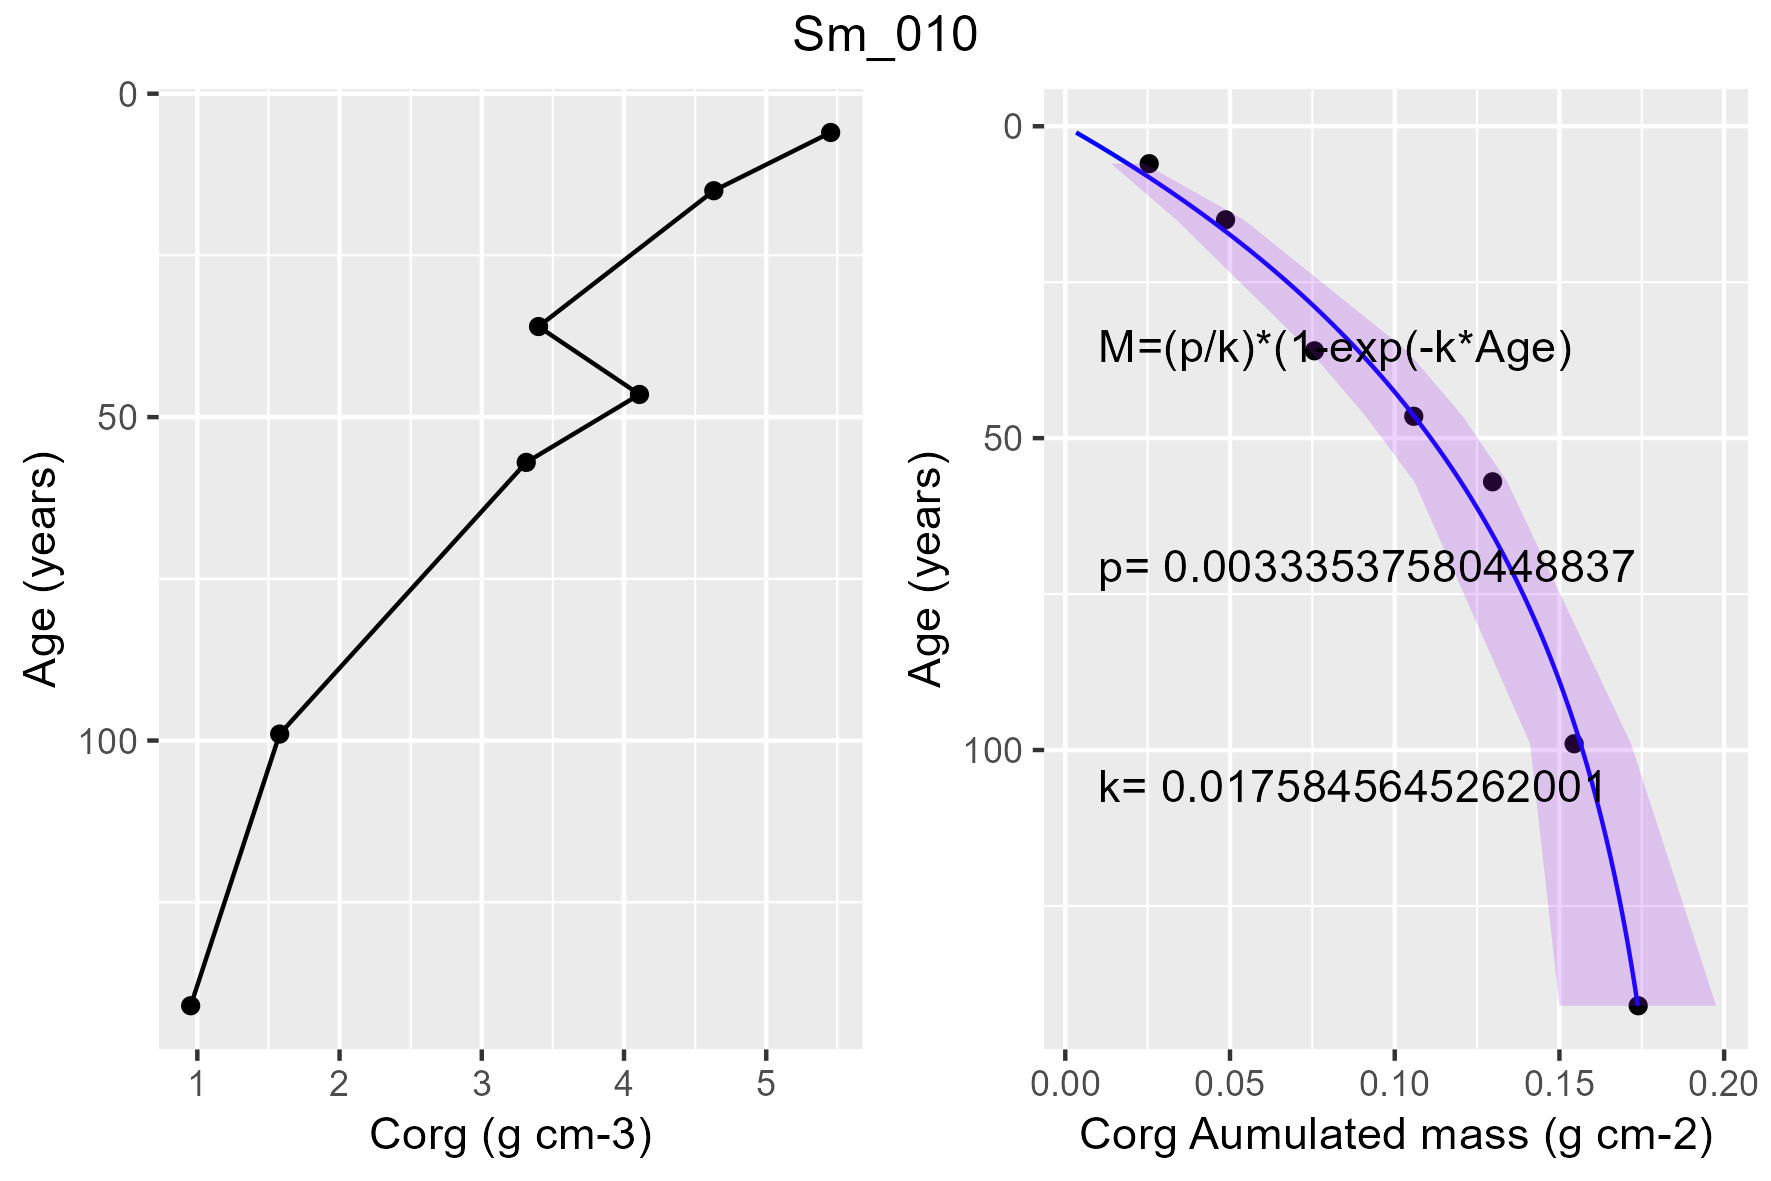 Sm_010
0
50
100
Age (years)
1 2 3 4 5
Corg (g cm-3)
0
50
100
Age (years)
M=(p/k)*(1-exp(-k*Age)
p= 0.00333537580448837
k= 0.0175845645262001
0.00 0.05 0.10 0.15 0.20
Corg Aumulated mass (g cm-2)